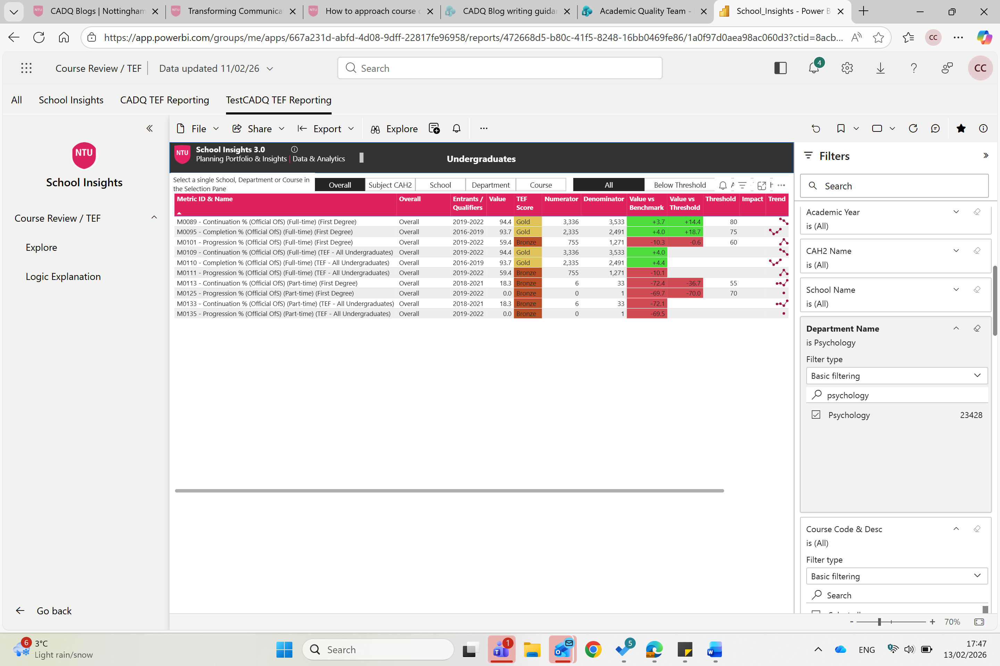 CADQ Blogs | Nottingham
Transforming Communica
How to approach course
CADQ Blog writing guidan
Academic Quality Team -
School_Insights - Power B
https://app.powerbi.com/groups/me/apps/667a231d-abfd-4d08-9dff-22817fe96958/reports/472668d5-b80c-41f5-8248-16bb0469fe86/1a0f97d0aea98ac060d3?ctid=8acb...
CC
Course Review / TEF
Data updated 11/02/26
Search
4
CC
All School Insights CADQ TEF Reporting TestCADQ TEF Reporting
File Share Export Explore
NTU
School Insights
Course Review / TEF
Explore
Logic Explanation
Go back
NTU
School Insights 3.0
Planning Portfolio & Insights | Data & Analytics
Undergraduates
Select a single School, Department or Course in
the Selection Pane
Overall Subject CAH2 School Department Course All Below Threshold
Metric ID & Name Overall Entrants / Qualifiers Value TEF Score Numerator Denominator Value vs Benchmark Value vs Threshold Threshold Impact Trend
M0089 - Continuation % (Official OfS) (Full-time) (First Degree) Overall 2019-2022 94.4 Gold 3,336 3,533 +3.7 +14.4 80
M0095 - Completion % (Official OfS) (Full-time) (First Degree) Overall 2016-2019 93.7 Gold 2,335 2,491 +4.0 +18.7 75
M0101 - Progression % (Official OfS) (Full-time) (First Degree) Overall 2019-2022 59.4 Bronze 755 1,271 -10.3 -0.6 60
M0109 - Continuation % (Official OfS) (Full-time) (TEF - All Undergraduates) Overall 2019-2022 94.4 Gold 3,336 3,533 +4.0
M0110 - Completion % (Official OfS) (Full-time) (TEF - All Undergraduates) Overall 2016-2019 93.7 Gold 2,335 2,491 +4.4
M0111 - Progression % (Official OfS) (Full-time) (TEF - All Undergraduates) Overall 2019-2022 59.4 Bronze 755 1,271 -10.1
M0113 - Continuation % (Official OfS) (Part-time) (First Degree) Overall 2018-2021 18.3 Bronze 6 33 -72.4 -36.7 55
M0125 - Progression % (Official OfS) (Part-time) (First Degree) Overall 2019-2022 0.0 Bronze 0 1 -69.7 -70.0 70
M0133 - Continuation % (Official OfS) (Part-time) (TEF - All Undergraduates) Overall 2018-2021 18.3 Bronze 6 33 -72.1
M0135 - Progression % (Official OfS) (Part-time) (TEF - All Undergraduates) Overall 2019-2022 0.0 Bronze 0 1 -69.5
Filters
Search
Academic Year
is (All)
CAH2 Name
is (All)
School Name
is (All)
Department Name
is Psychology
Filter type
Basic filtering
psychology
Psychology 23428
Course Code & Desc
is (All)
Filter type
Basic filtering
Search
- + 70%
6
3°C
Light rain/snow
Search
1
5
ENG
17:47
13/02/2026